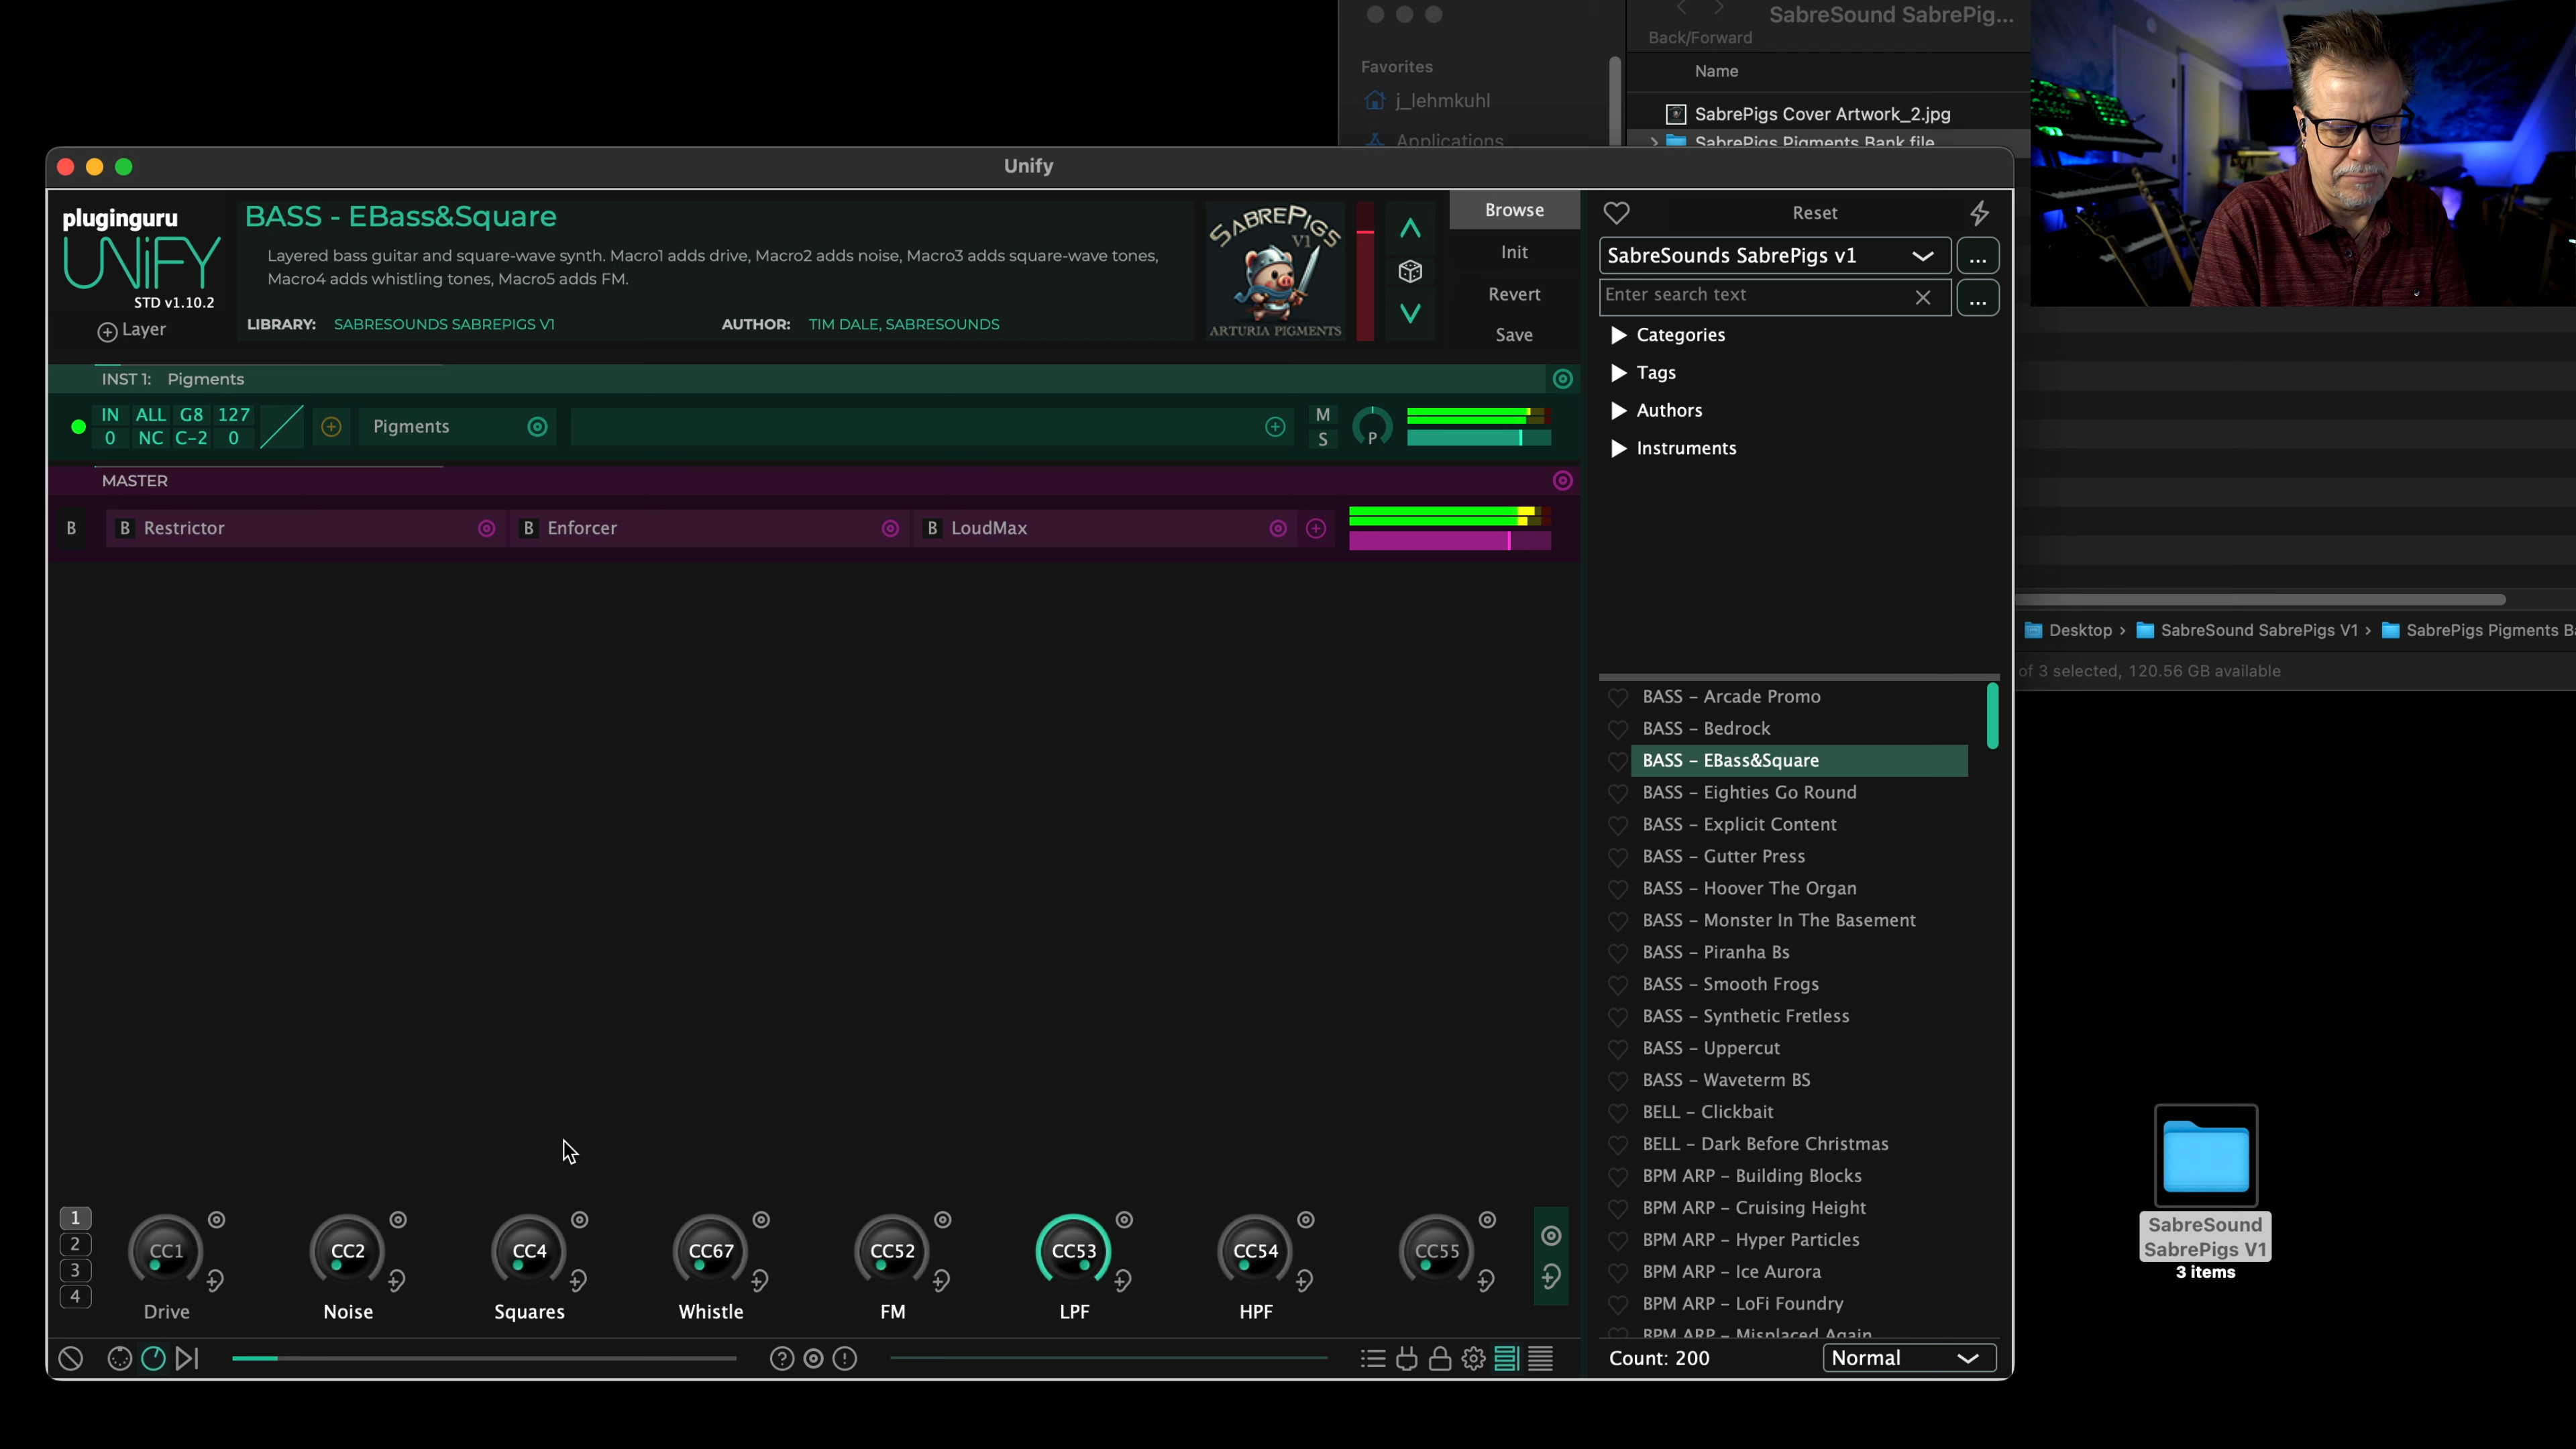 SabreSound SabrePig...
Back/Forward
Favorites
Name
j_lehmkuhl
SabrePigs Cover Artwork_2.jpg
Applications
SabrePigs Pigments Bank file
Unify
pluginguru
UNiFY
STD v1.10.2
Layer
BASS - EBass&Square
Layered bass guitar and square-wave synth. Macro1 adds drive, Macro2 adds noise, Macro3 adds square-wave tones,
Macro4 adds whistling tones, Macro5 adds FM.
LIBRARY: SABRESOUNDS SABREPIGS V1
AUTHOR: TIM DALE, SABRESOUNDS
SABREPIGS
V1
ARTURIA PIGMENTS
Browse
Init
Revert
Save
Reset
SabreSounds SabrePigs v1
...
Enter search text
...
Categories
Tags
Authors
Instruments
INST 1: Pigments
IN ALL G8 127
0 NC C-2 0
Pigments
M
S
P
MASTER
B
B Restrictor
B Enforcer
B LoudMax
Desktop › SabreSound SabrePigs V1 › SabrePigs Pigments Ba
of 3 selected, 120.56 GB available
BASS – Arcade Promo
BASS – Bedrock
BASS – EBass&Square
BASS – Eighties Go Round
BASS – Explicit Content
BASS – Gutter Press
BASS – Hoover The Organ
BASS – Monster In The Basement
BASS – Piranha Bs
BASS – Smooth Frogs
BASS – Synthetic Fretless
BASS – Uppercut
BASS – Waveterm BS
BELL – Clickbait
BELL – Dark Before Christmas
BPM ARP – Building Blocks
BPM ARP – Cruising Height
BPM ARP – Hyper Particles
BPM ARP – Ice Aurora
BPM ARP – LoFi Foundry
BPM ARP – Misplaced Again
Count: 200
Normal
1
2
3
4
CC1
CC2
CC4
CC67
CC52
CC53
CC54
CC55
Drive
Noise
Squares
Whistle
FM
LPF
HPF
SabreSound
SabrePigs V1
3 items